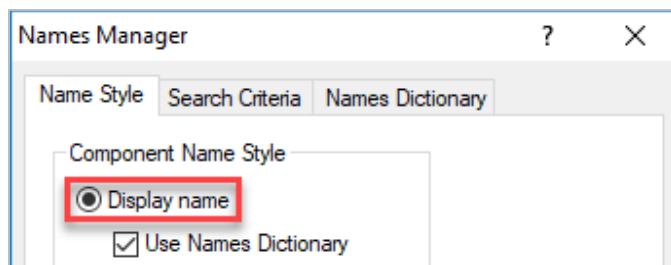 Names Manager ? ×
Name Style Search Criteria Names Dictionary
Component Name Style
Display name
Use Names Dictionary